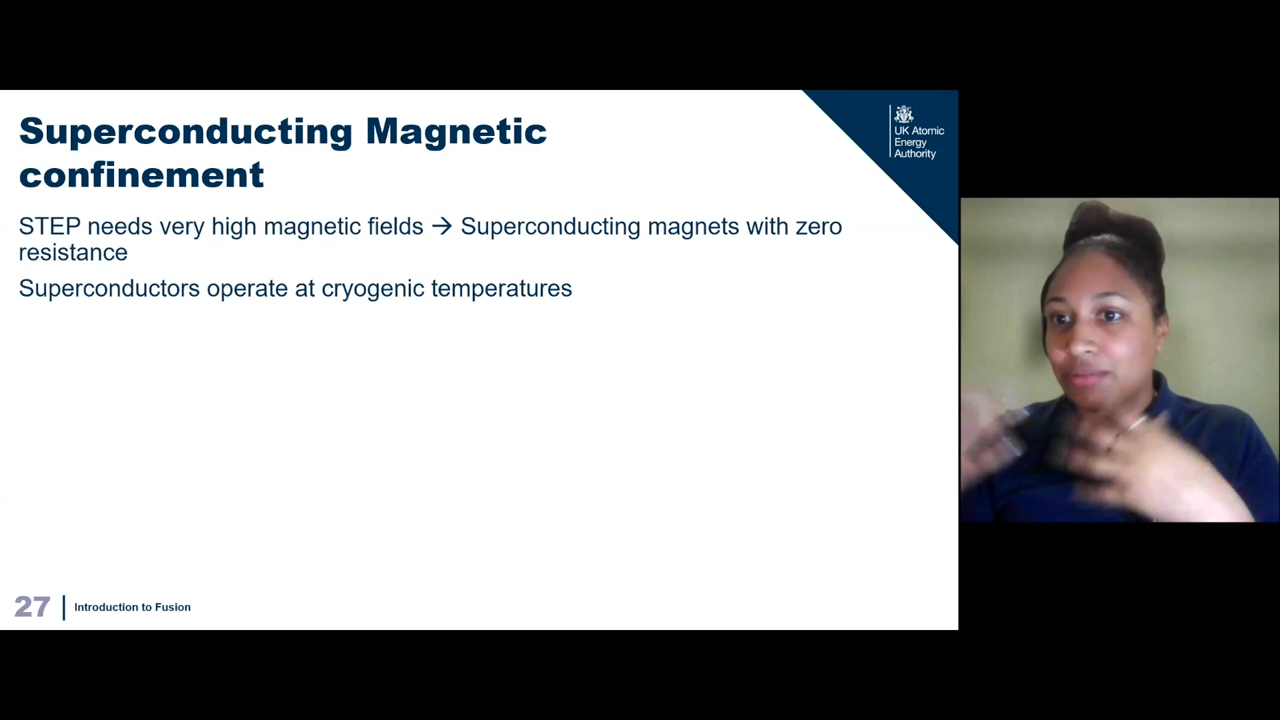 Superconducting Magnetic
confinement
UK Atomic
Energy
Authority
STEP needs very high magnetic fields → Superconducting magnets with zero
resistance
Superconductors operate at cryogenic temperatures
27
Introduction to Fusion